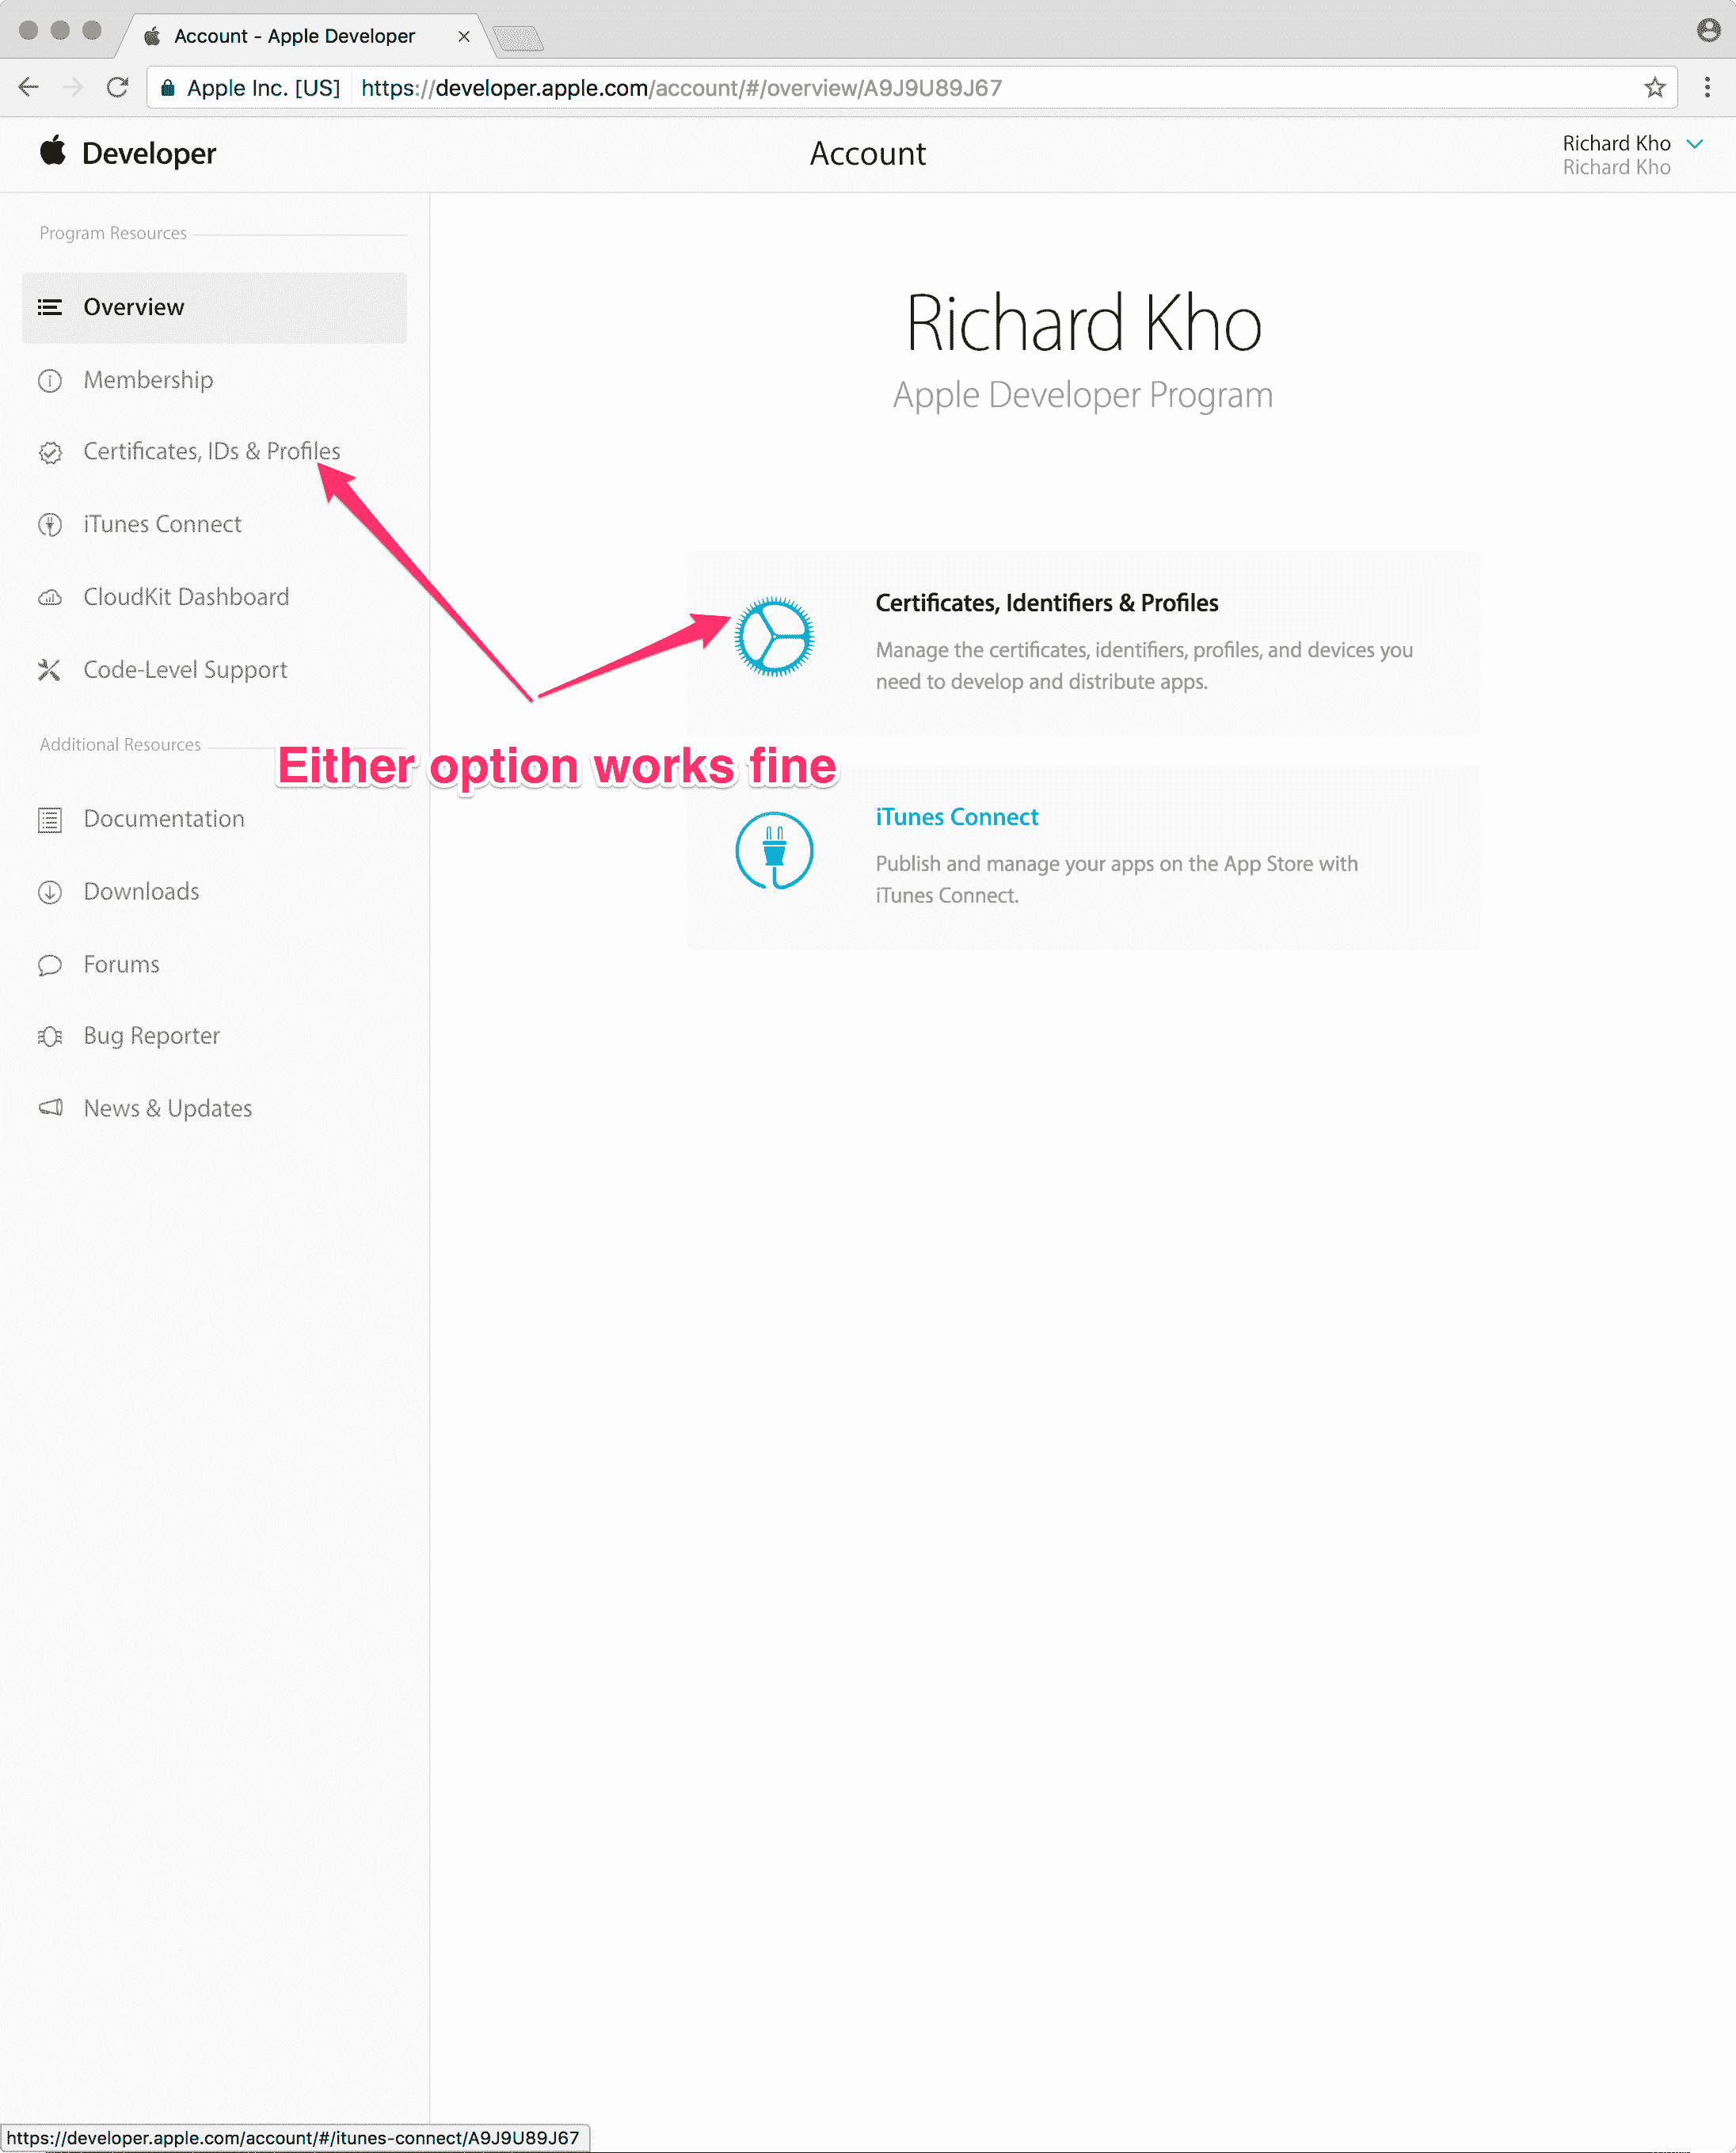 Account - Apple Developer
Apple Inc. [US] https://developer.apple.com/account/#/overview/A9J9U89J67
Developer
Account
Richard Kho
Richard Kho
Program Resources
Overview
Membership
Certificates, IDs & Profiles
iTunes Connect
CloudKit Dashboard
Code-Level Support
Additional Resources
Documentation
Downloads
Forums
Bug Reporter
News & Updates
Richard Kho
Apple Developer Program
Certificates, Identifiers & Profiles
Manage the certificates, identifiers, profiles, and devices you
need to develop and distribute apps.
Either option works fine
iTunes Connect
Publish and manage your apps on the App Store with
iTunes Connect.
https://developer.apple.com/account/#/itunes-connect/A9J9U89J67